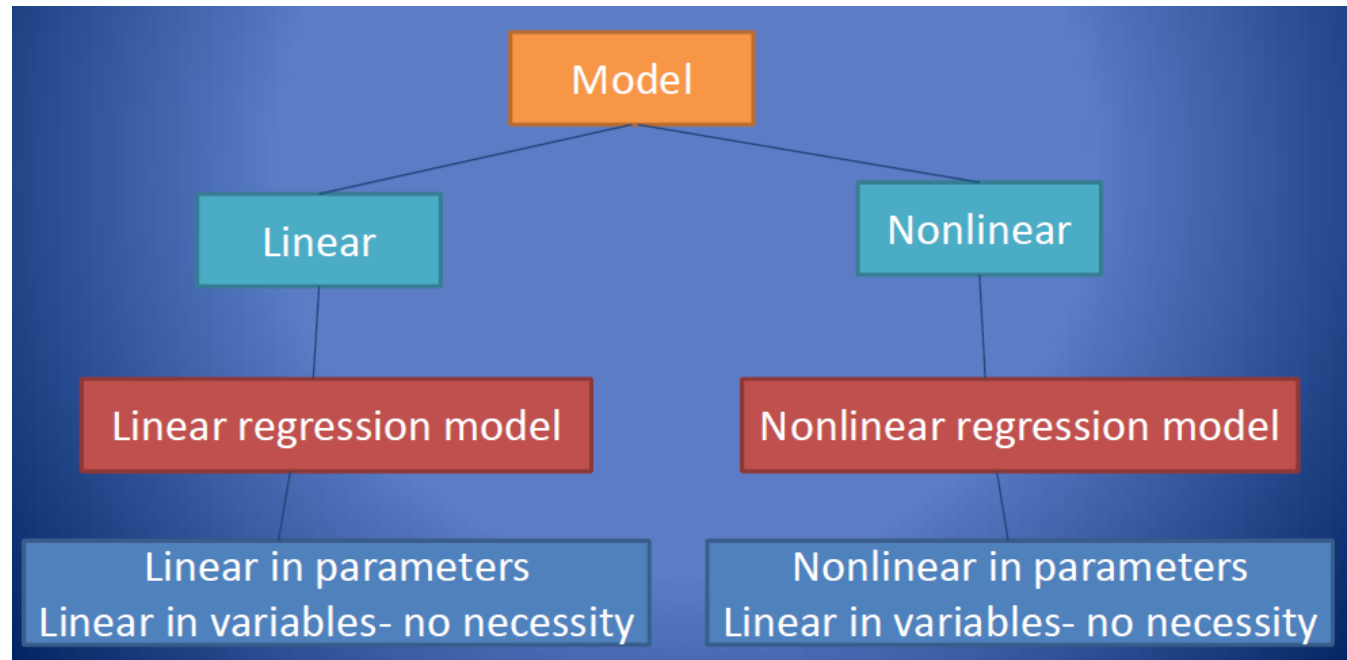 Model
Linear
Nonlinear
Linear regression model
Nonlinear regression model
Linear in parameters
Linear in variables- no necessity
Nonlinear in parameters
Linear in variables- no necessity